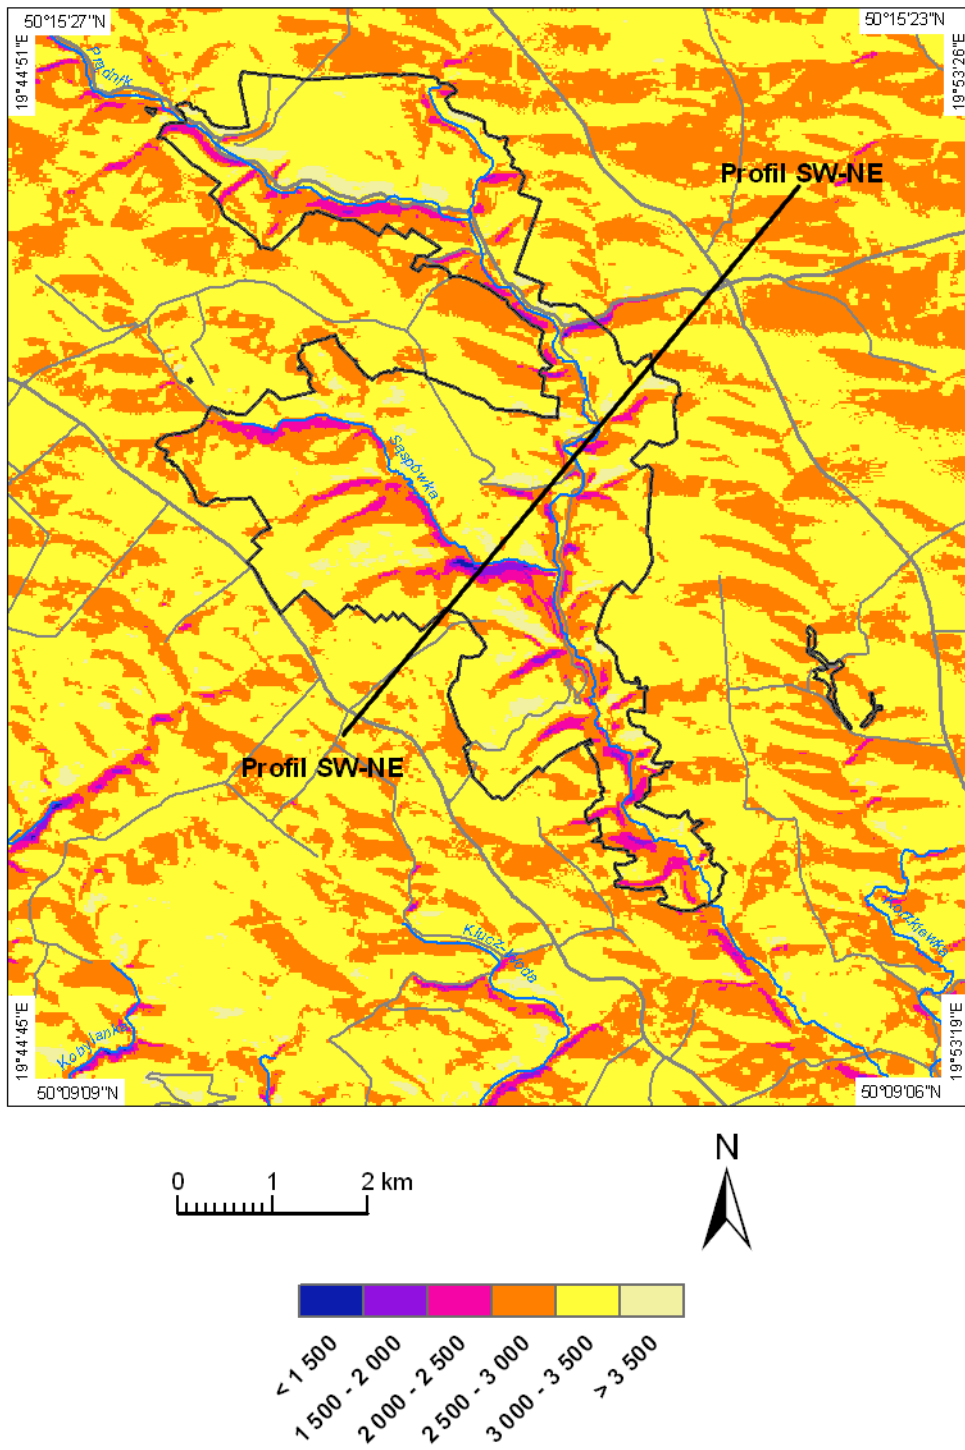 50°15'27"N
50°15'23"N
19°44'51"E
19°53'26"E
Prądnik
Profil SW-NE
Sąspówka
Profil SW-NE
Klucz-Woda
Korzkiewka
Kobylanka
19°44'45"E
19°53'19"E
50°09'09"N
50°09'06"N
N
0 1 2 km
< 1 500
1 500 - 2 000
2 000 - 2 500
2 500 - 3 000
3 000 - 3 500
> 3 500